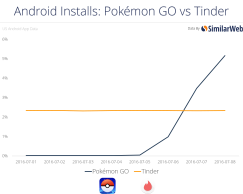 Android Installs: Pokémon GO vs Tinder
Data By SimilarWeb
6%
5%
4%
3%
2%
1%
0%
2016-07-01 2016-07-02 2016-07-03 2016-07-04 2016-07-05 2016-07-06 2016-07-07 2016-07-08
Pokémon GO Tinder